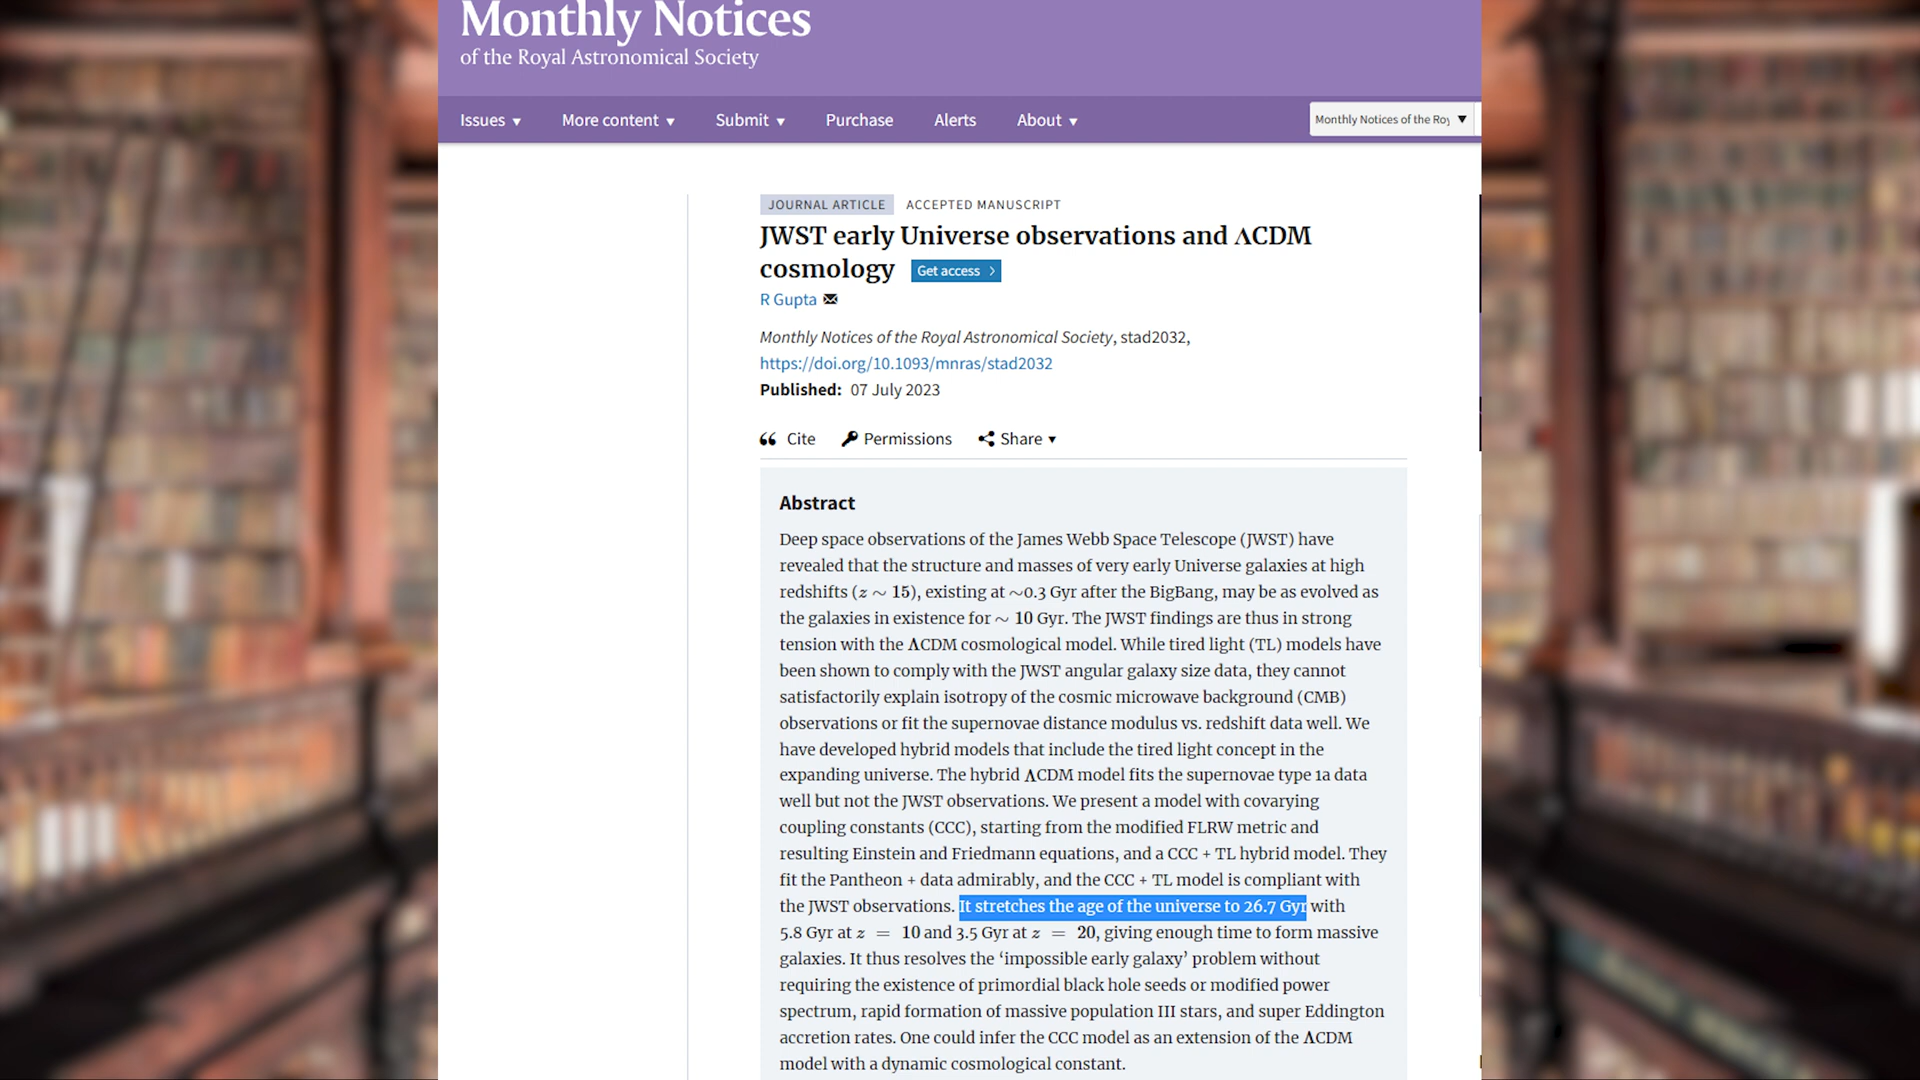 Monthly Notices
of the Royal Astronomical Society
Issues ▼ More content ▼ Submit ▼ Purchase Alerts About ▼ Monthly Notices of the Roy ▼
JOURNAL ARTICLE ACCEPTED MANUSCRIPT
JWST early Universe observations and ΛCDM
cosmology Get access >
R Gupta
Monthly Notices of the Royal Astronomical Society, stad2032,
https://doi.org/10.1093/mnras/stad2032
Published: 07 July 2023
Cite Permissions Share ▼
Abstract
Deep space observations of the James Webb Space Telescope (JWST) have
revealed that the structure and masses of very early Universe galaxies at high
redshifts (z ~ 15), existing at ~0.3 Gyr after the BigBang, may be as evolved as
the galaxies in existence for ~ 10 Gyr. The JWST findings are thus in strong
tension with the ΛCDM cosmological model. While tired light (TL) models have
been shown to comply with the JWST angular galaxy size data, they cannot
satisfactorily explain isotropy of the cosmic microwave background (CMB)
observations or fit the supernovae distance modulus vs. redshift data well. We
have developed hybrid models that include the tired light concept in the
expanding universe. The hybrid ΛCDM model fits the supernovae type 1a data
well but not the JWST observations. We present a model with covarying
coupling constants (CCC), starting from the modified FLRW metric and
resulting Einstein and Friedmann equations, and a CCC + TL hybrid model. They
fit the Pantheon + data admirably, and the CCC + TL model is compliant with
the JWST observations. It stretches the age of the universe to 26.7 Gyr with
5.8 Gyr at z = 10 and 3.5 Gyr at z = 20, giving enough time to form massive
galaxies. It thus resolves the ‘impossible early galaxy’ problem without
requiring the existence of primordial black hole seeds or modified power
spectrum, rapid formation of massive population III stars, and super Eddington
accretion rates. One could infer the CCC model as an extension of the ΛCDM
model with a dynamic cosmological constant.